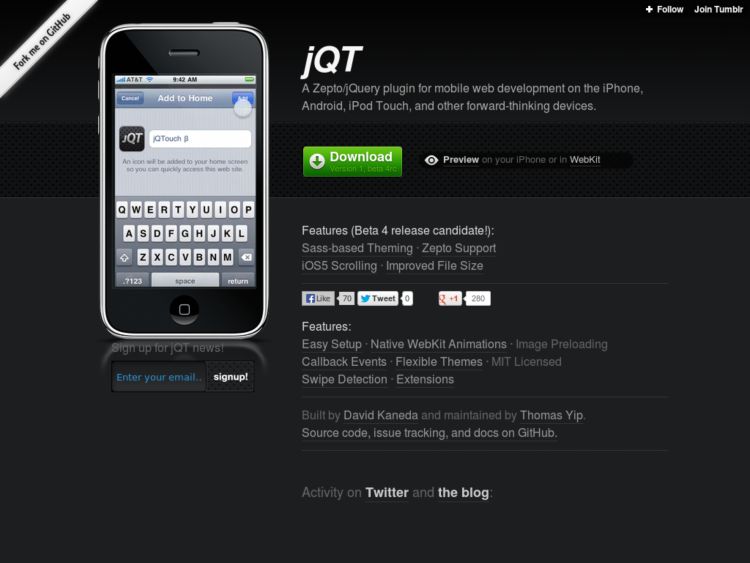 Fork me on GitHub
Follow Join Tumblr
AT&T 9:42 AM
Cancel Add to Home Add
jQT jQTouch β
An icon will be added to your home screen
so you can quickly access this web site.
Q W E R T Y U I O P
A S D F G H J K L
Z X C V B N M
.?123 space return
Sign up for jQT news!
Enter your email.. signup!
jQT
A Zepto/jQuery plugin for mobile web development on the iPhone,
Android, iPod Touch, and other forward-thinking devices.
Download
Version 1, beta 4rc
Preview on your iPhone or in WebKit
Features (Beta 4 release candidate!):
Sass-based Theming · Zepto Support
iOS5 Scrolling · Improved File Size
Like 70 Tweet 0 +1 280
Features:
Easy Setup · Native WebKit Animations · Image Preloading
Callback Events · Flexible Themes · MIT Licensed
Swipe Detection · Extensions
Built by David Kaneda and maintained by Thomas Yip.
Source code, issue tracking, and docs on GitHub.
Activity on Twitter and the blog: